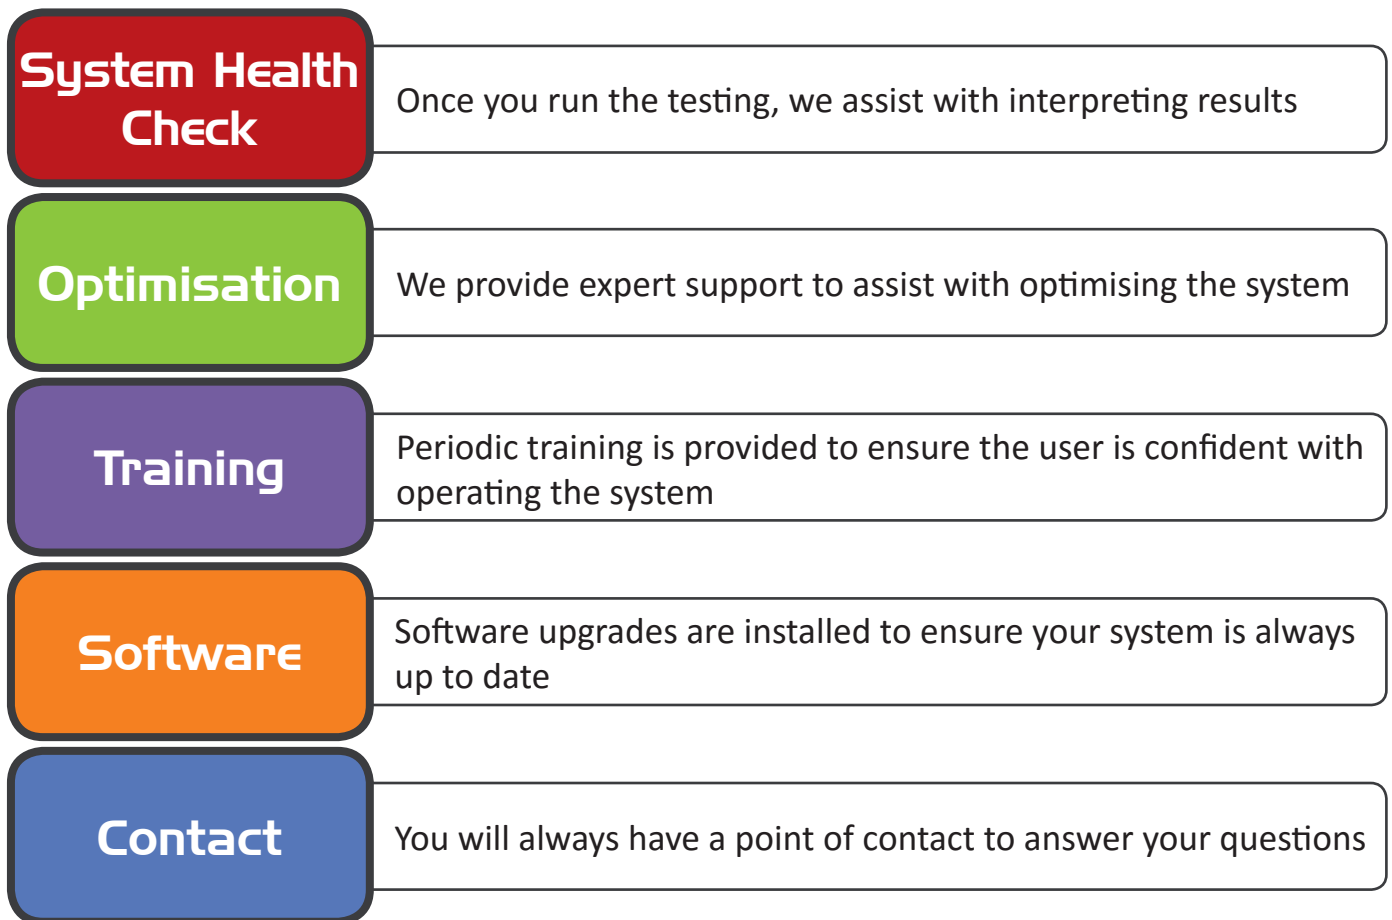 System Health
Check
Once you run the testing, we assist with interpreting results
Optimisation
We provide expert support to assist with optimising the system
Training
Periodic training is provided to ensure the user is confident with
operating the system
Software
Software upgrades are installed to ensure your system is always
up to date
Contact
You will always have a point of contact to answer your questions